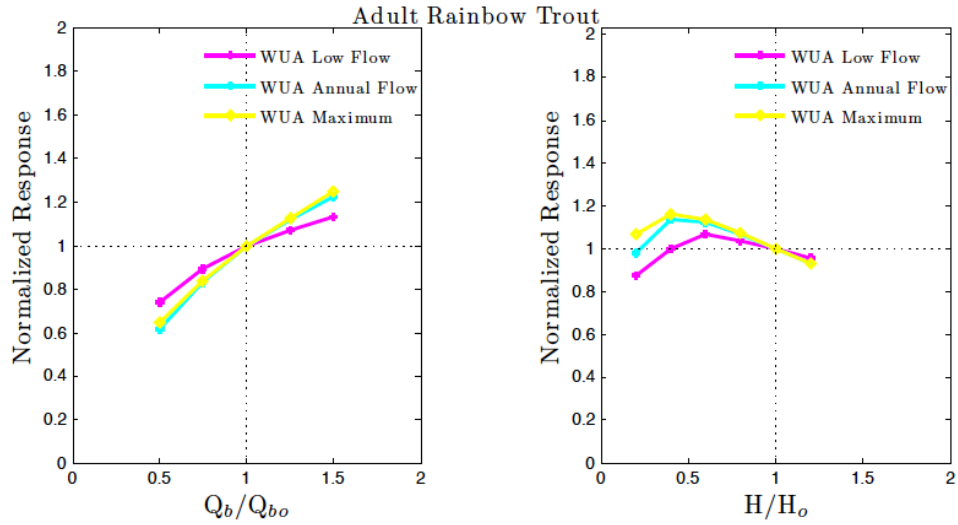 Adult Rainbow Trout
Normalized Response
2
1.8
1.6
1.4
1.2
1
0.8
0.6
0.4
0.2
0
WUA Low Flow
WUA Annual Flow
WUA Maximum
0 0.5 1 1.5 2
Q_b/Q_bo
Normalized Response
2
1.8
1.6
1.4
1.2
1
0.8
0.6
0.4
0.2
0
WUA Low Flow
WUA Annual Flow
WUA Maximum
0 0.5 1 1.5 2
H/H_o